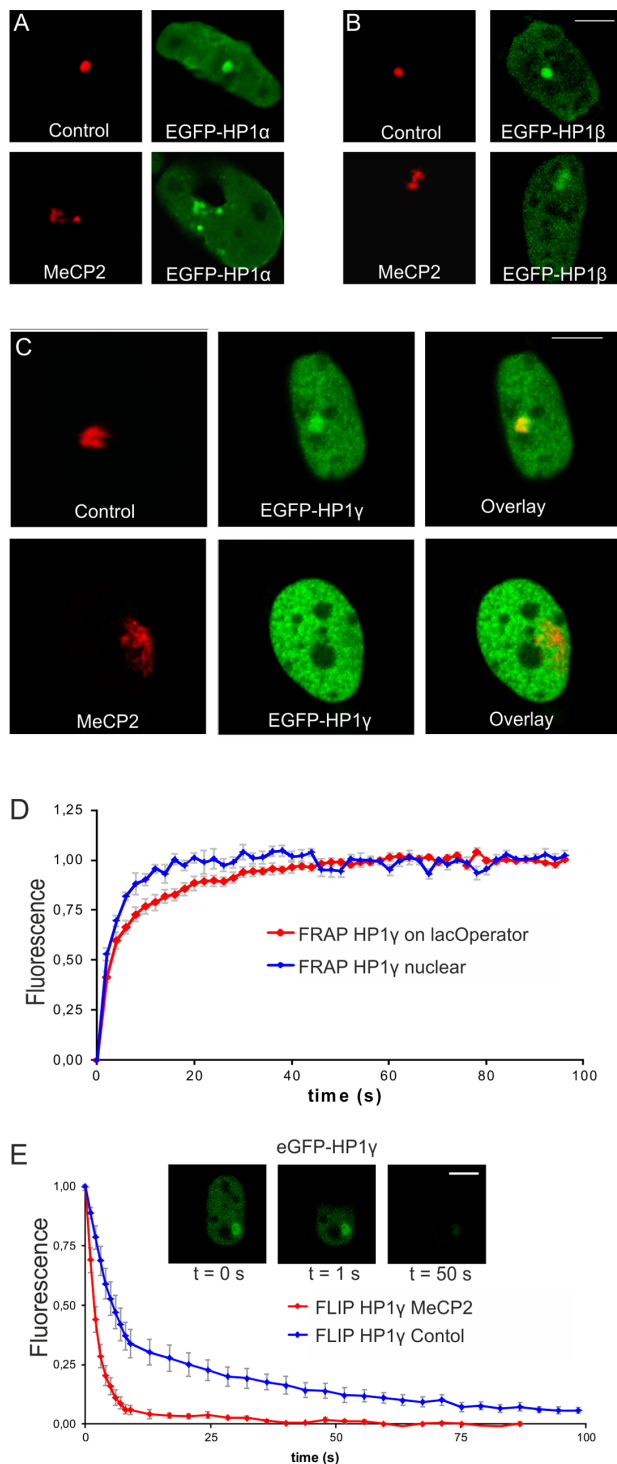 A
B
Control
EGFP-HP1α
Control
EGFP-HP1β
MeCP2
EGFP-HP1α
MeCP2
EGFP-HP1β
C
Control
EGFP-HP1γ
Overlay
MeCP2
EGFP-HP1γ
Overlay
D
1,25
1,00
0,75
0,50
0,25
0,00
Fluorescence
FRAP HP1γ on lacOperator
FRAP HP1γ nuclear
0
20
40
60
80
100
time (s)
E
eGFP-HP1γ
t = 0 s
t = 1 s
t = 50 s
1,00
0,75
0,50
0,25
0,00
Fluorescence
FLIP HP1γ MeCP2
FLIP HP1γ Contol
0
25
50
75
100
time (s)